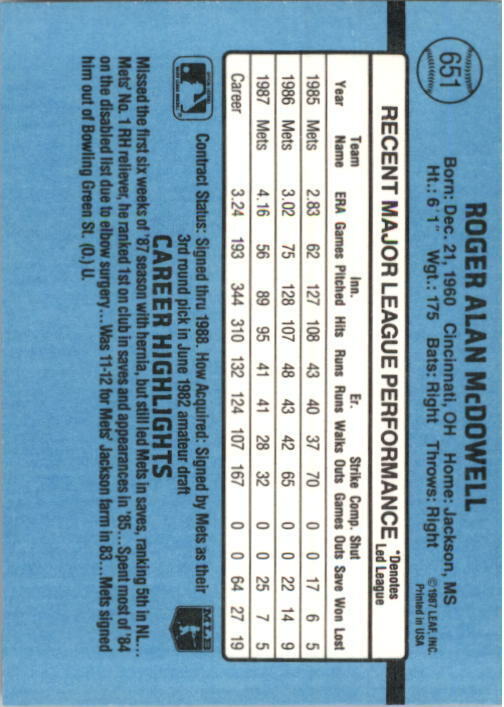 651
ROGER ALAN McDOWELL
Born: Dec. 21, 1960 Cincinnati, OH Home: Jackson, MS
Ht.: 6'1" Wgt.: 175 Bats: Right Throws: Right
©1987 LEAF, INC.
Printed in USA
RECENT MAJOR LEAGUE PERFORMANCE
*Denotes
Led League
Team Inn. Er. Strike Comp. Shut
Year Name ERA Games Pitched Hits Runs Runs Walks Outs Games Outs Save Won Lost
1985 Mets 2.83 62 127 108 43 40 37 70 0 0 17 6 5
1986 Mets 3.02 75 128 107 48 43 42 65 0 0 22 14 9
1987 Mets 4.16 56 89 95 41 41 28 32 0 0 25 7 5
Career 3.24 193 344 310 132 124 107 167 0 0 64 27 19
Contract Status: Signed thru 1988. How Acquired: Signed by Mets as their
3rd round pick in June 1982 amateur draft
MLB
CAREER HIGHLIGHTS
Missed the first six weeks of '87 season with hernia, but still led Mets in saves, ranking 5th in NL...
Mets' No. 1 RH reliever, he ranked 1st on club in saves and appearances in '85... Spent most of '84
on the disabled list due to elbow surgery... Was 11-12 for Mets' Jackson farm in 83... Mets signed
him out of Bowling Green St. (O.) U.